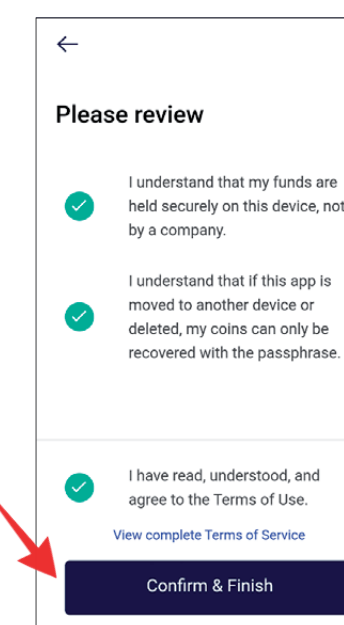 Please review
I understand that my funds are
held securely on this device, not
by a company.
I understand that if this app is
moved to another device or
deleted, my coins can only be
recovered with the passphrase.
I have read, understood, and
agree to the Terms of Use.
View complete Terms of Service
Confirm & Finish